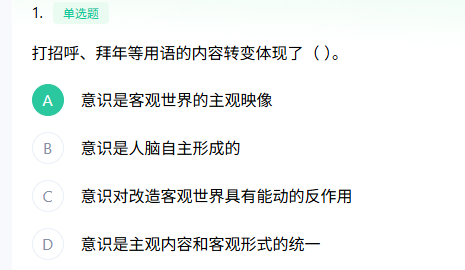 1. 单选题
打招呼、拜年等用语的内容转变体现了（ ）。
A 意识是客观世界的主观映像
B 意识是人脑自主形成的
C 意识对改造客观世界具有能动的反作用
D 意识是主观内容和客观形式的统一